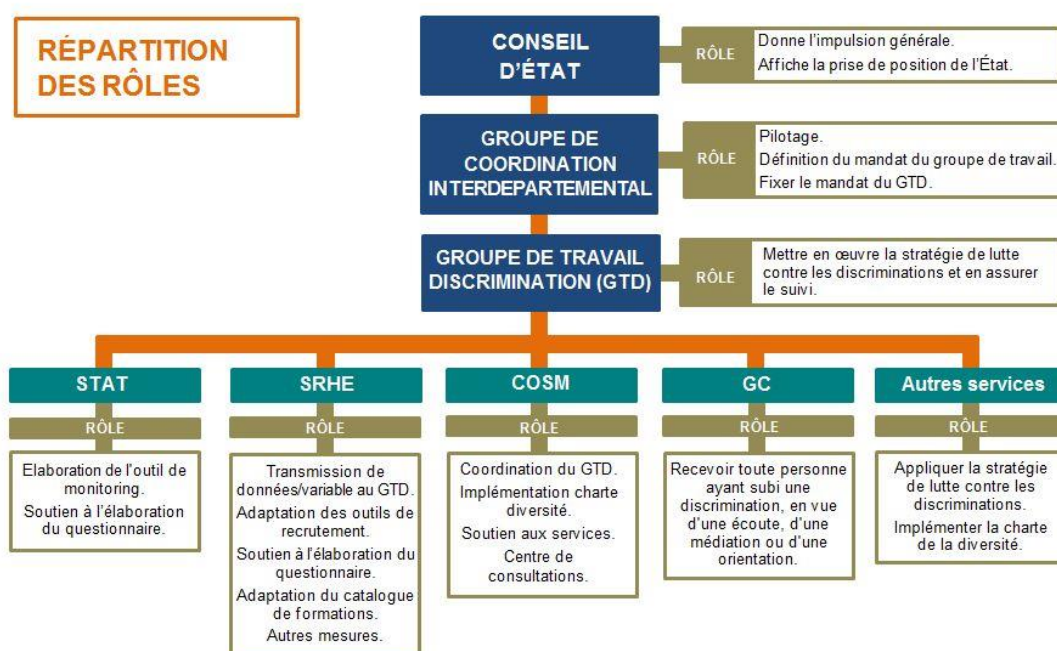 RÉPARTITION
DES RÔLES
CONSEIL
D'ÉTAT
RÔLE
Donne l'impulsion générale.
Affiche la prise de position de l'État.
GROUPE DE
COORDINATION
INTERDEPARTEMENTAL
RÔLE
Pilotage.
Définition du mandat du groupe de travail.
Fixer le mandat du GTD.
GROUPE DE TRAVAIL
DISCRIMINATION (GTD)
RÔLE
Mettre en œuvre la stratégie de lutte
contre les discriminations et en assurer
le suivi.
STAT
RÔLE
Elaboration de l'outil de
monitoring.
Soutien à l'élaboration
du questionnaire.
SRHE
RÔLE
Transmission de
données/variable au GTD.
Adaptation des outils de
recrutement.
Soutien à l'élaboration du
questionnaire.
Adaptation du catalogue
de formations.
Autres mesures.
COSM
RÔLE
Coordination du GTD.
Implémentation charte
diversité.
Soutien aux services.
Centre de
consultations.
GC
RÔLE
Recevoir toute personne
ayant subi une
discrimination, en vue
d'une écoute, d'une
médiation ou d'une
orientation.
Autres services
RÔLE
Appliquer la stratégie
de lutte contre les
discriminations.
Implémenter la charte
de la diversité.